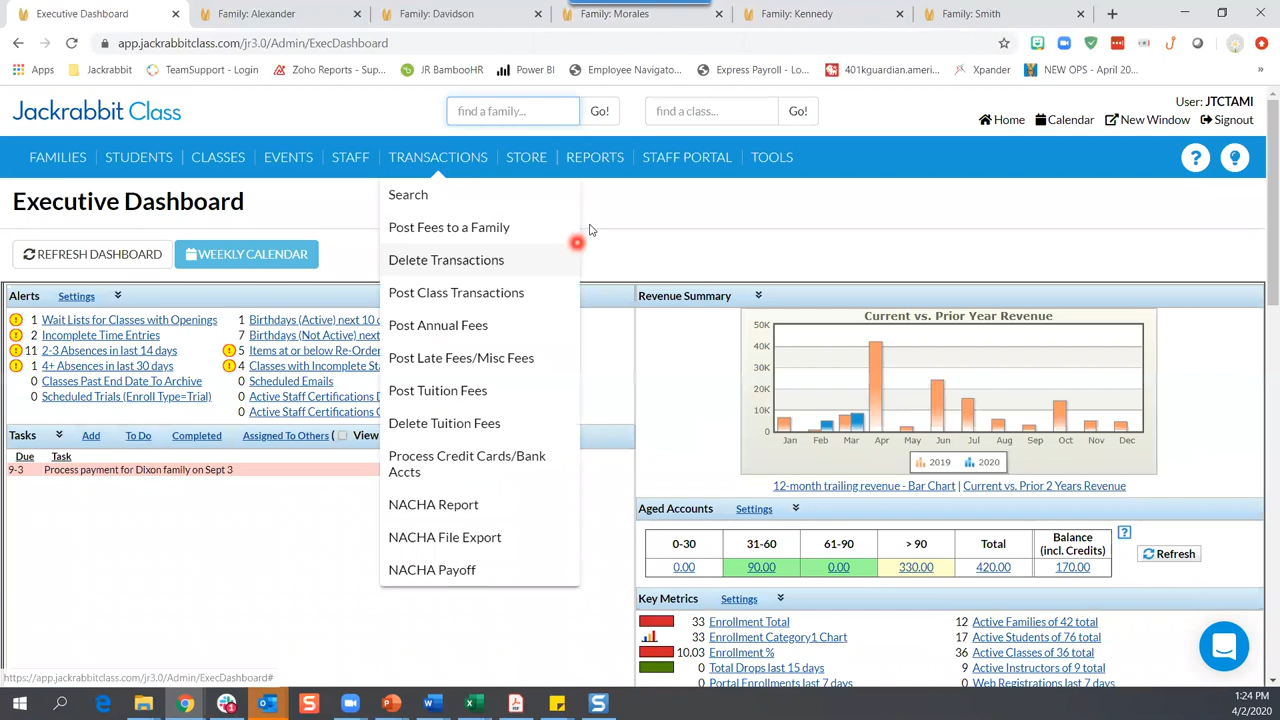 Executive Dashboard
Family: Alexander
Family: Davidson
Family: Morales
Family: Kennedy
Family: Smith
app.jackrabbitclass.com/jr3.0/Admin/ExecDashboard
Apps
Jackrabbit
TeamSupport - Login
Zoho Reports - Sup...
JR BambooHR
Power BI
Employee Navigato...
Express Payroll - Lo...
401kguardian.ameri...
Xpander
NEW OPS - April 20...
»
Jackrabbit Class
find a family...
Go!
find a class...
Go!
User: JTCTAMI
Home
Calendar
New Window
Signout
FAMILIES
STUDENTS
CLASSES
EVENTS
STAFF
TRANSACTIONS
STORE
REPORTS
STAFF PORTAL
TOOLS
?
Executive Dashboard
REFRESH DASHBOARD
WEEKLY CALENDAR
Search
Post Fees to a Family
Delete Transactions
Post Class Transactions
Post Annual Fees
Post Late Fees/Misc Fees
Post Tuition Fees
Delete Tuition Fees
Process Credit Cards/Bank
Accts
NACHA Report
NACHA File Export
NACHA Payoff
Alerts Settings
1 Wait Lists for Classes with Openings
2 Incomplete Time Entries
11 2-3 Absences in last 14 days
1 4+ Absences in last 30 days
0 Classes Past End Date To Archive
0 Scheduled Trials (Enroll Type=Trial)
1 Birthdays (Active) next 10
7 Birthdays (Not Active)
5 Items at or below Re-Order
4 Classes with Incomplete
0 Scheduled Emails
0 Active Staff Certifications
0 Active Staff Certifications
Tasks Add To Do Completed Assigned To Others ( View
Due Task
9-3 Process payment for Dixon family on Sept 3
Revenue Summary
Current vs. Prior Year Revenue
50K
40K
30K
20K
10K
0
Jan Feb Mar Apr May Jun Jul Aug Sep Oct Nov Dec
2019 2020
12-month trailing revenue - Bar Chart | Current vs. Prior 2 Years Revenue
Aged Accounts Settings
0-30 31-60 61-90 > 90 Total Balance (incl. Credits)
0.00 90.00 0.00 330.00 420.00 170.00
?
Refresh
Key Metrics Settings
33 Enrollment Total
33 Enrollment Category1 Chart
10.03 Enrollment %
0 Total Drops last 15 days
0 Portal Enrollments last 7 days
12 Active Families of 42 total
17 Active Students of 76 total
36 Active Classes of 36 total
9 Active Instructors of 9 total
0 Web Registrations last 7 days
https://app.jackrabbitclass.com/jr3.0/Admin/ExecDashboard#
1:24 PM
4/2/2020